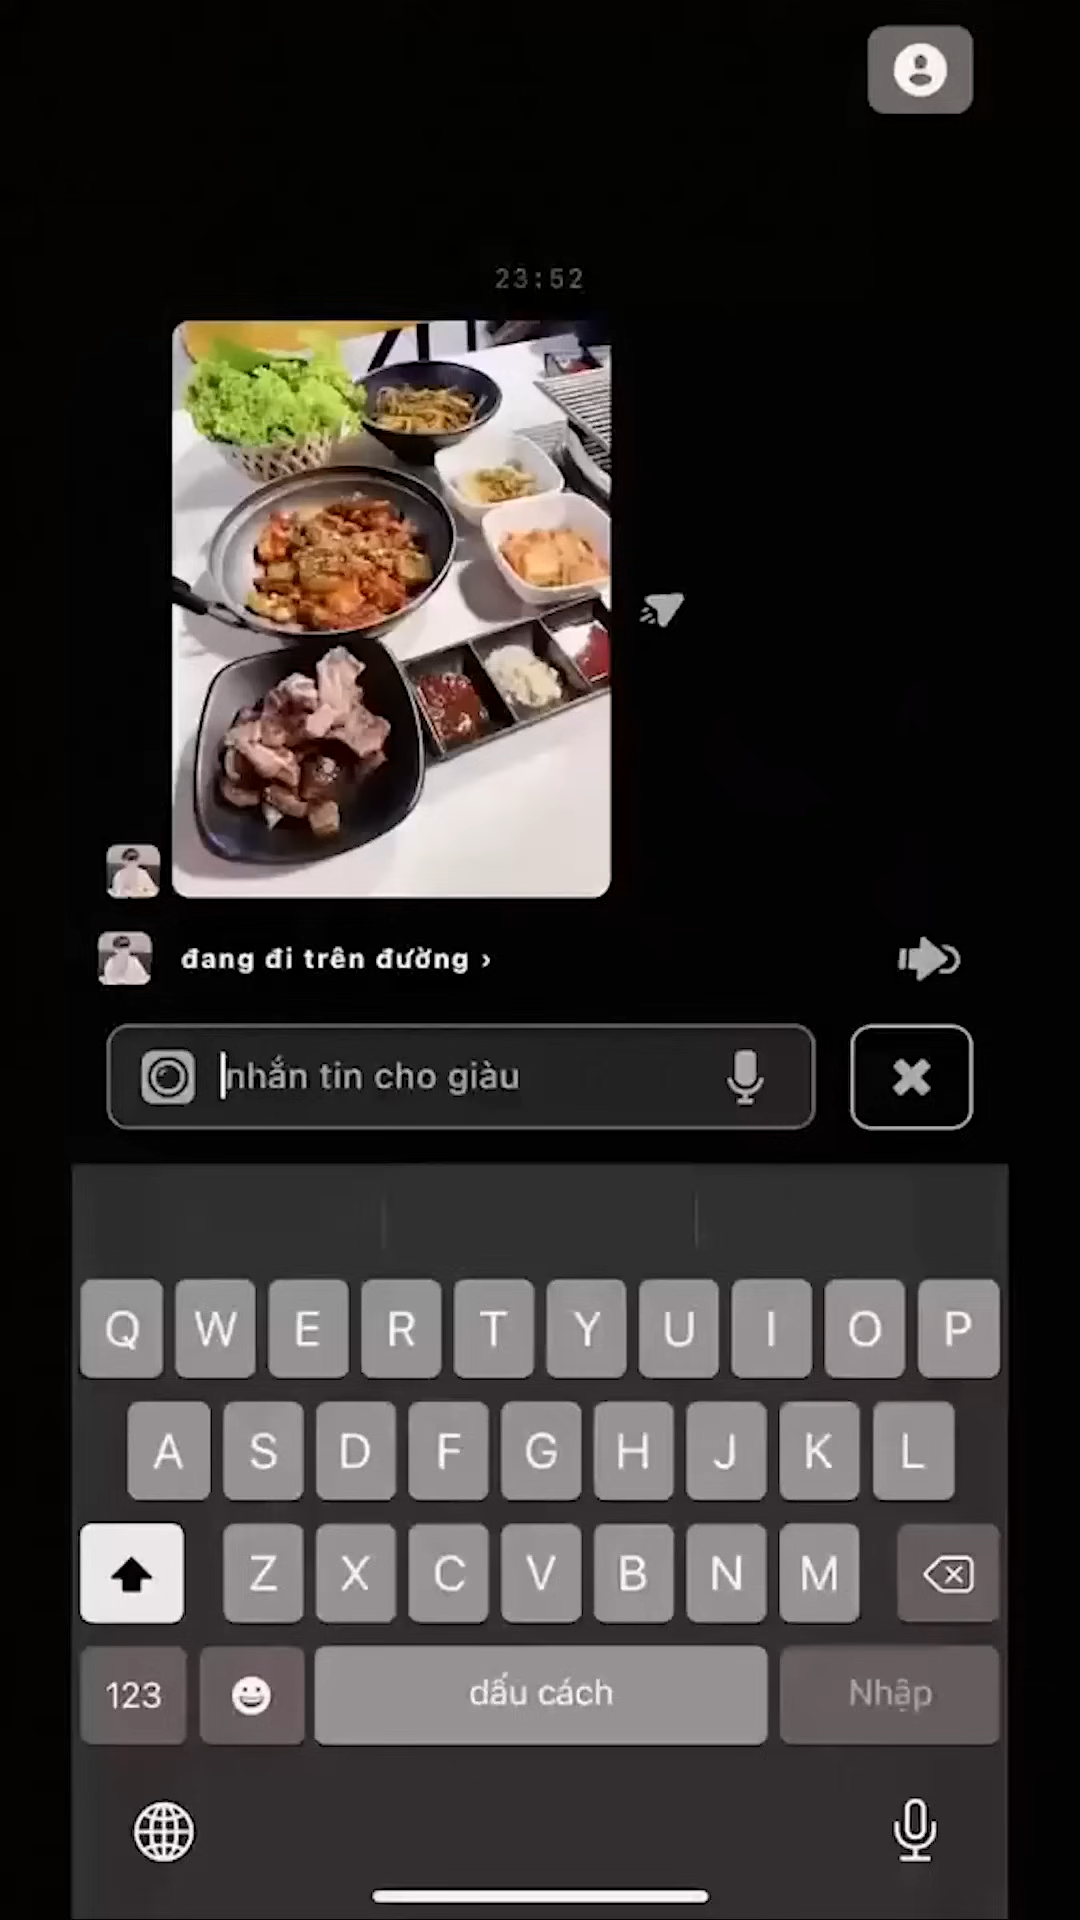 23:52
đang đi trên đường ›
nhắn tin cho giàu
Q W E R T Y U I O P
A S D F G H J K L
Z X C V B N M
123 dấu cách Nhập